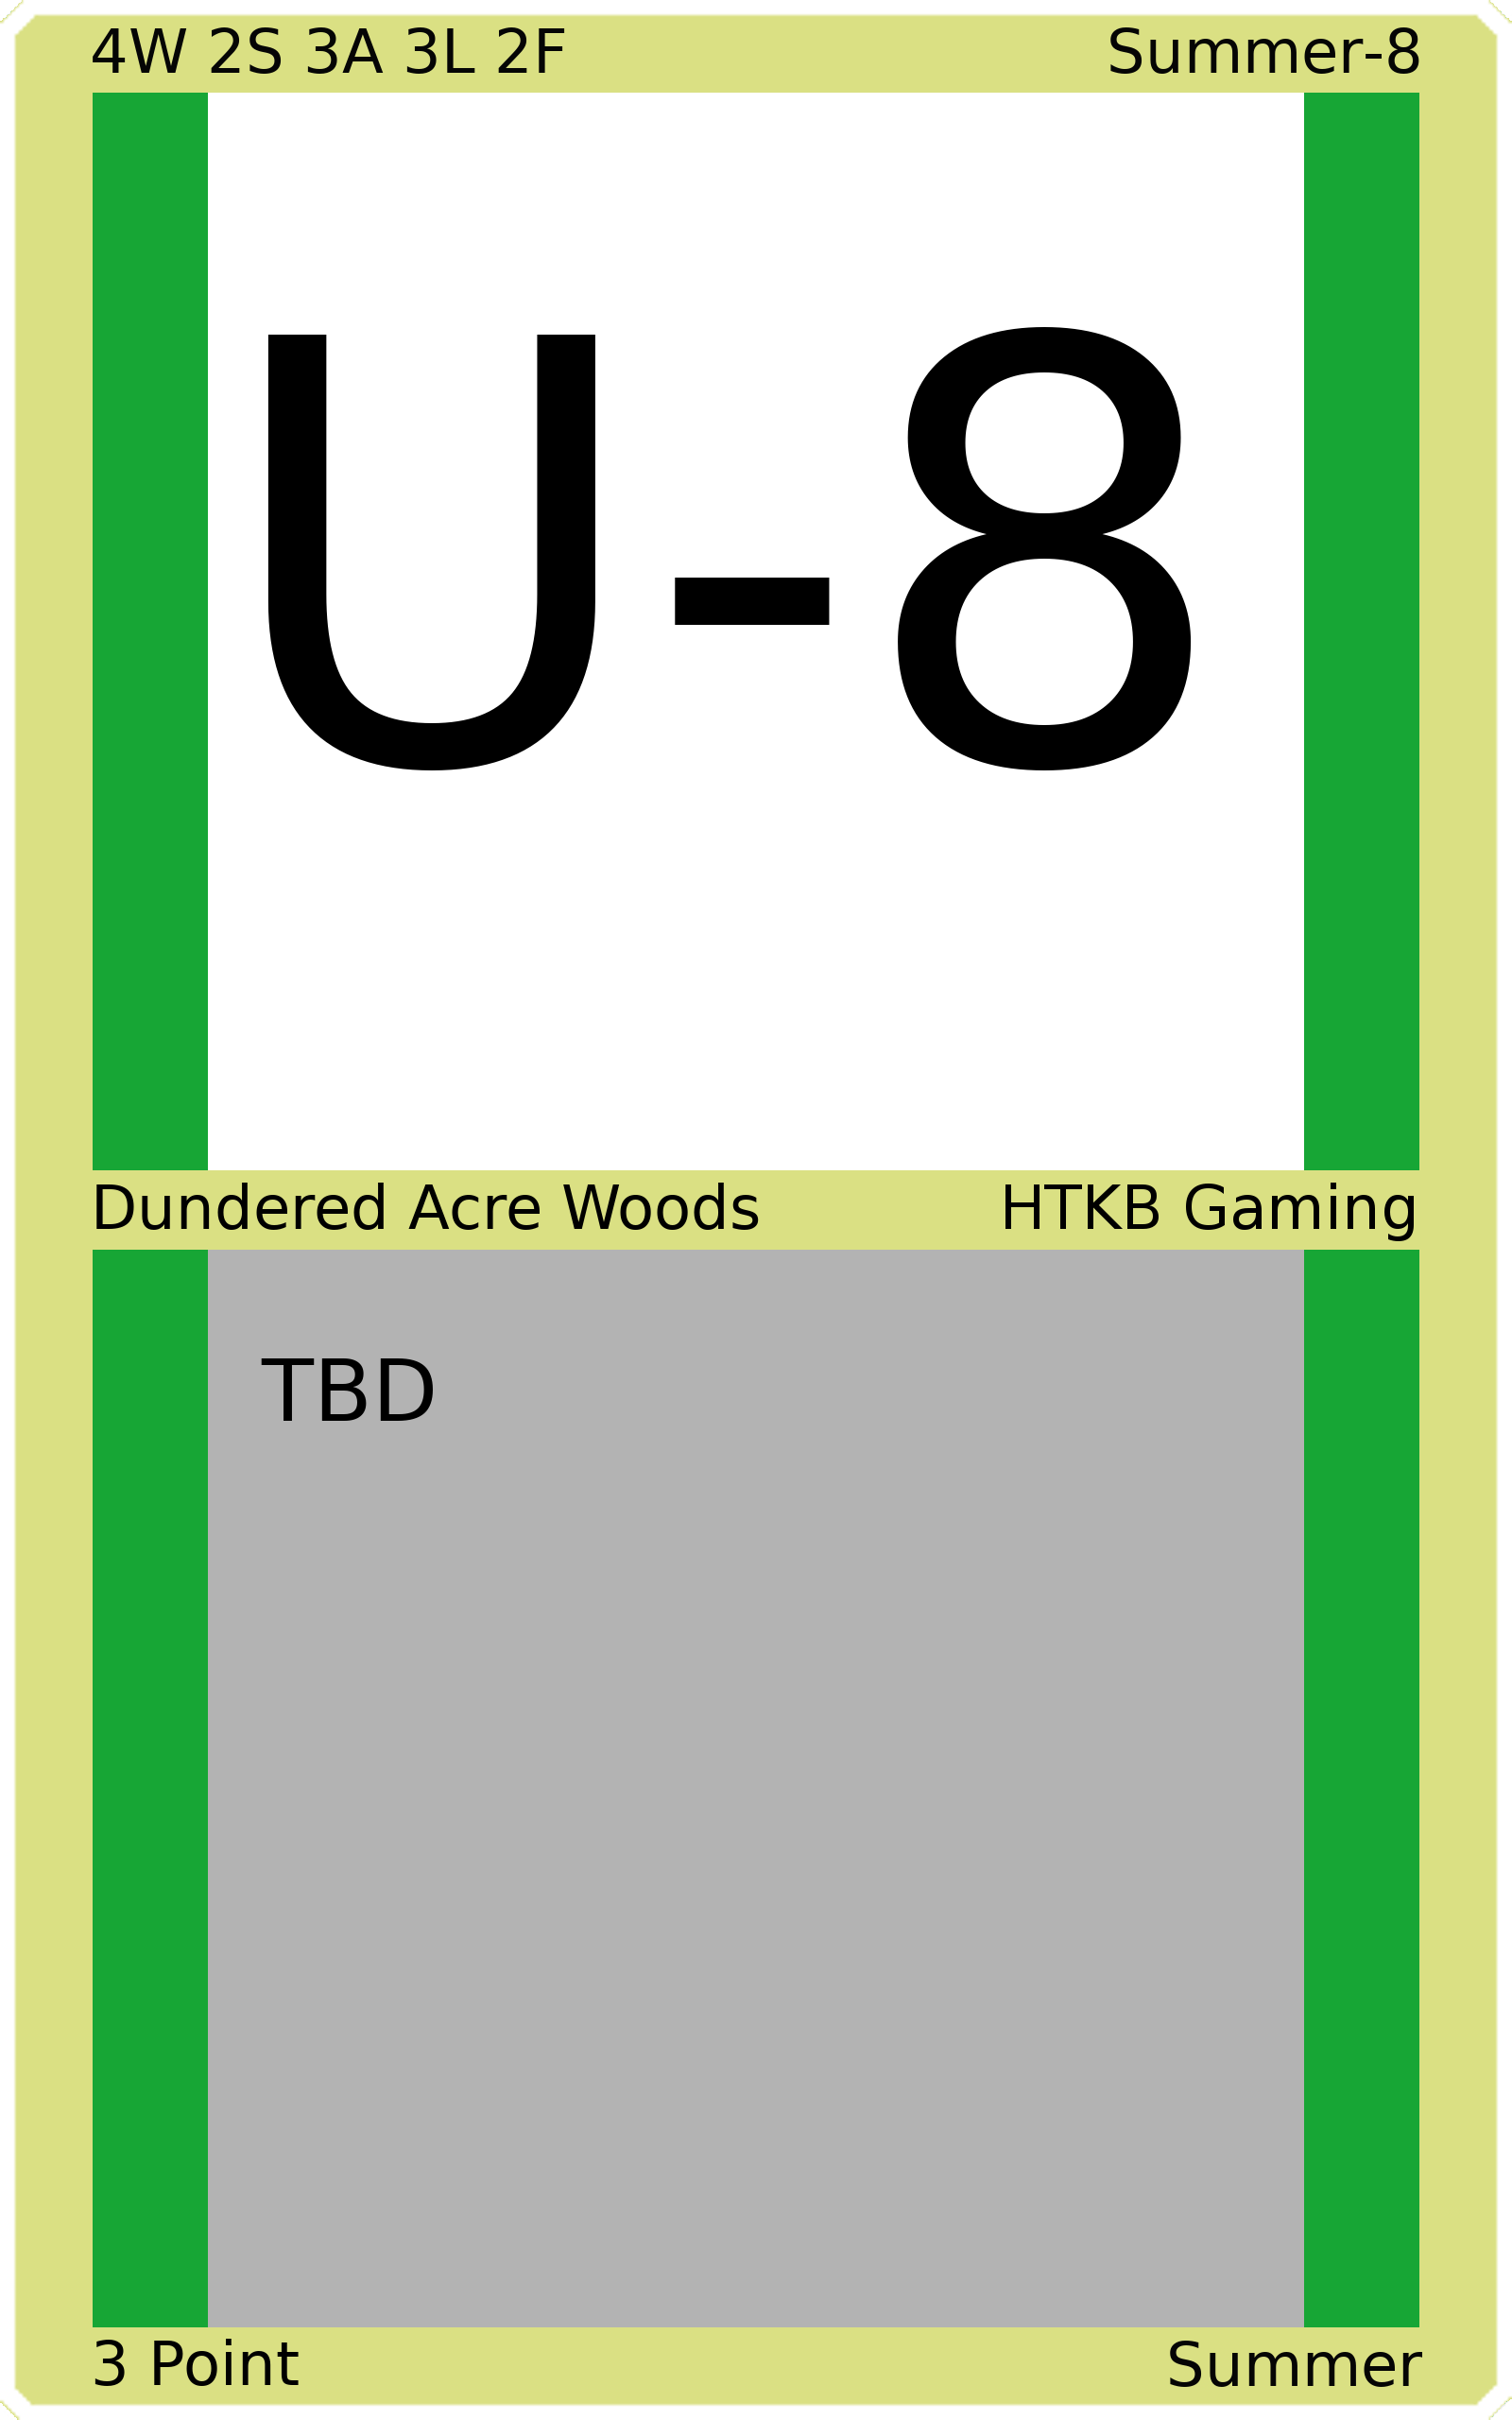 4W 2S 3A 3L 2F Summer-8
U-8
Dundered Acre Woods HTKB Gaming
TBD
3 Point Summer